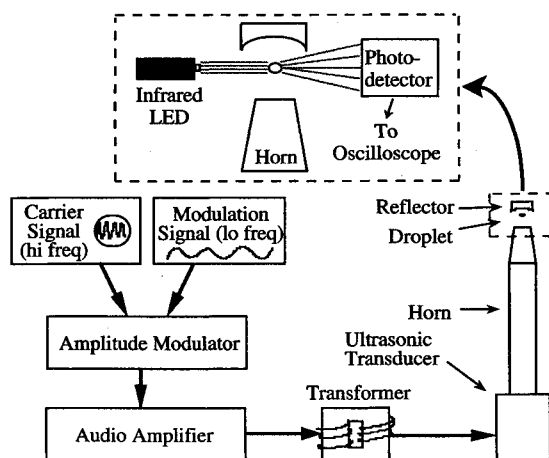 Infrared
LED
Photo-
detector
To
Oscilloscope
Horn
Carrier
Signal
(hi freq)
Modulation
Signal (lo freq)
Reflector
Droplet
Horn
Ultrasonic
Transducer
Amplitude Modulator
Transformer
Audio Amplifier